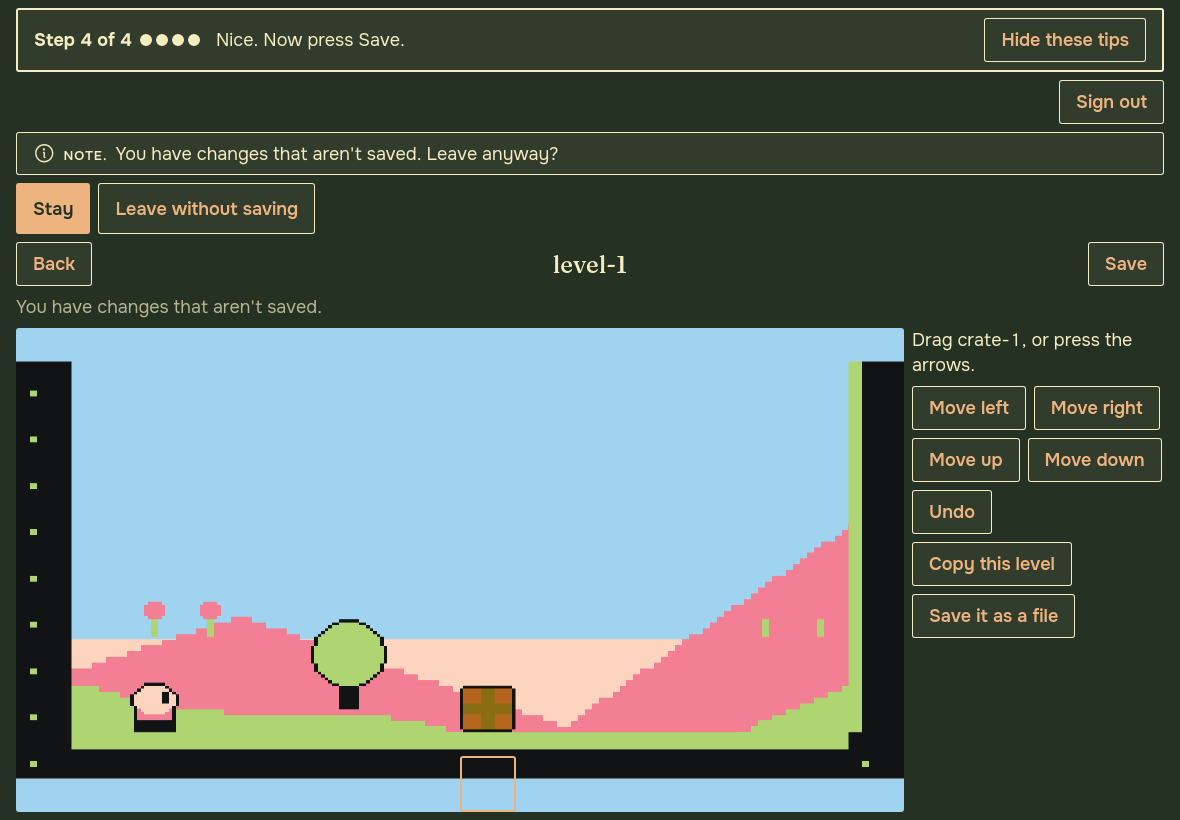 Step 4 of 4 Nice. Now press Save.
Hide these tips
Sign out
NOTE. You have changes that aren't saved. Leave anyway?
Stay
Leave without saving
Back
level-1
Save
You have changes that aren't saved.
Drag crate-1, or press the
arrows.
Move left
Move right
Move up
Move down
Undo
Copy this level
Save it as a file